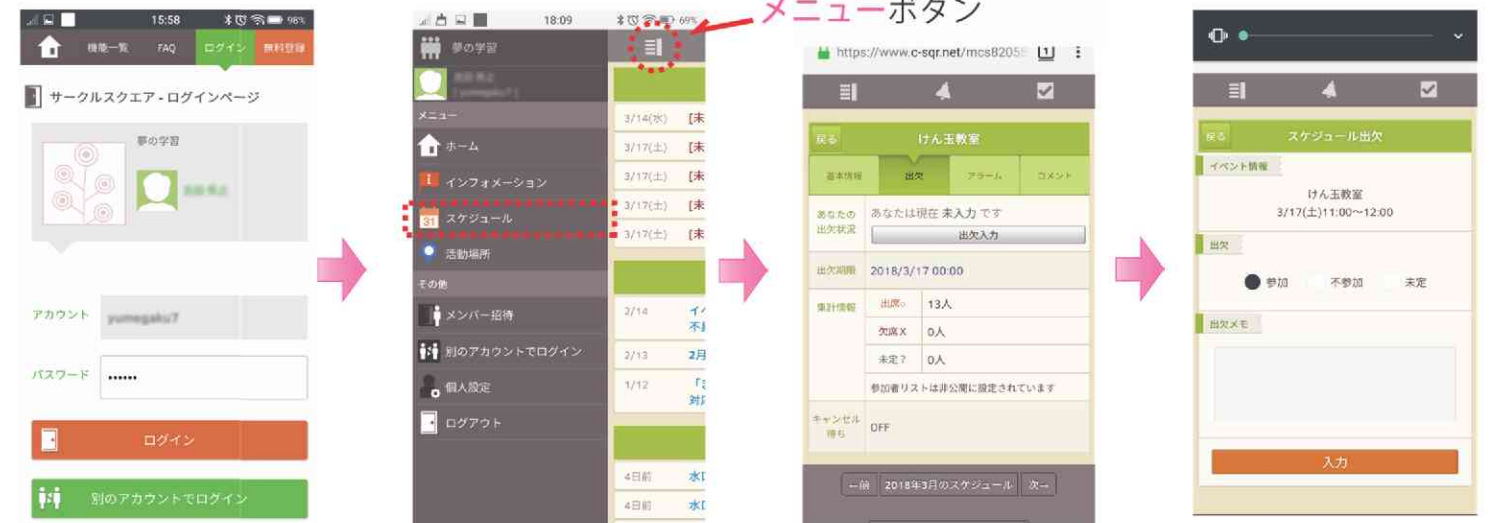 メニューボタン
15:58
98%
機能一覧
FAQ
ログイン
無料登録
サークルスクエア - ログインページ
夢の学習
アカウント
yumegaku7
パスワード
••••••
ログイン
別のアカウントでログイン
18:09
69%
夢の学習
メニュー
ホーム
インフォメーション
31 スケジュール
活動場所
その他
メンバー招待
別のアカウントでログイン
個人設定
ログアウト
3/14(水) [未
3/17(土) [未
3/17(土) [未
3/17(土) [未
3/17(土) [未
2/14
2/13 2月
1/12
4日前 水
4日前 水
https://www.c-sqr.net/mcs8205
1
戻る
けん玉教室
基本情報
出欠
アラーム
コメント
あなたの
出欠状況
あなたは現在 未入力 です
出欠入力
出欠期限 2018/3/17 00:00
集計情報
出席○ 13人
欠席X 0人
未定? 0人
参加者リストは非公開に設定されています
キャンセル
待ち
OFF
←前 2018年3月のスケジュール 次→
戻る
スケジュール出欠
イベント情報
けん玉教室
3/17(土)11:00～12:00
出欠
参加 不参加 未定
出欠メモ
入力